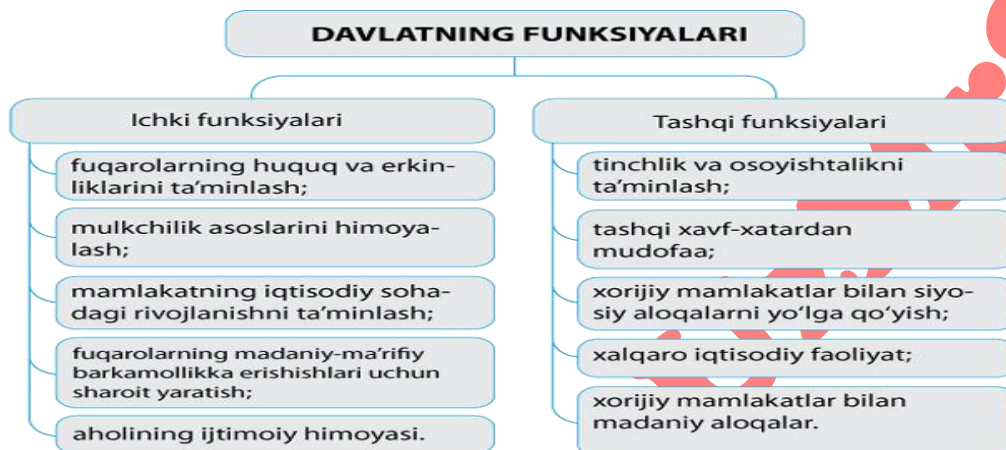 DAVLATNING FUNKSIYALARI
Ichki funksiyalari
fuqarolarning huquq va erkin-
liklarini ta’minlash;
mulkchilik asoslarini himoya-
lash;
mamlakatning iqtisodiy soha-
dagi rivojlanishni ta’minlash;
fuqarolarning madaniy-ma’rifiy
barkamollikka erishishlari uchun
sharoit yaratish;
aholining ijtimoiy himoyasi.
Tashqi funksiyalari
tinchlik va osoyishtalikni
ta’minlash;
tashqi xavf-xatardan
mudofaa;
xorijiy mamlakatlar bilan siyo-
siy aloqalarni yo‘lga qo‘yish;
xalqaro iqtisodiy faoliyat;
xorijiy mamlakatlar bilan
madaniy aloqalar.